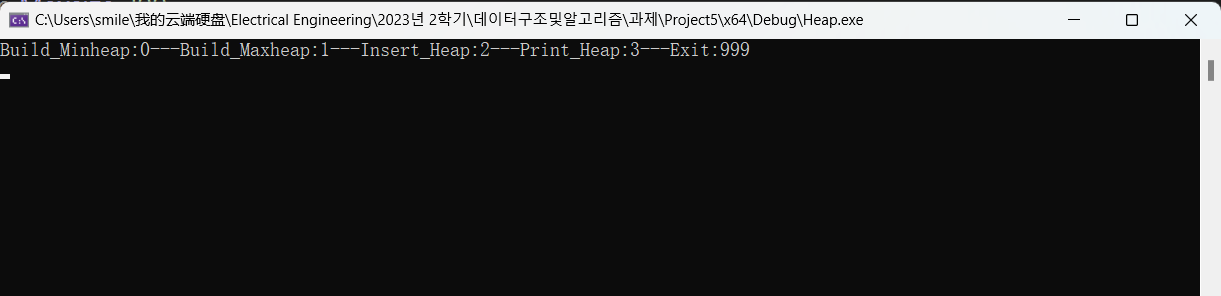 C:\Users\smile\我的云端硬盘\Electrical Engineering\2023년 2학기\데이터구조및알고리즘\과제\Project5\x64\Debug\Heap.exe
Build_Minheap:0---Build_Maxheap:1---Insert_Heap:2---Print_Heap:3---Exit:999